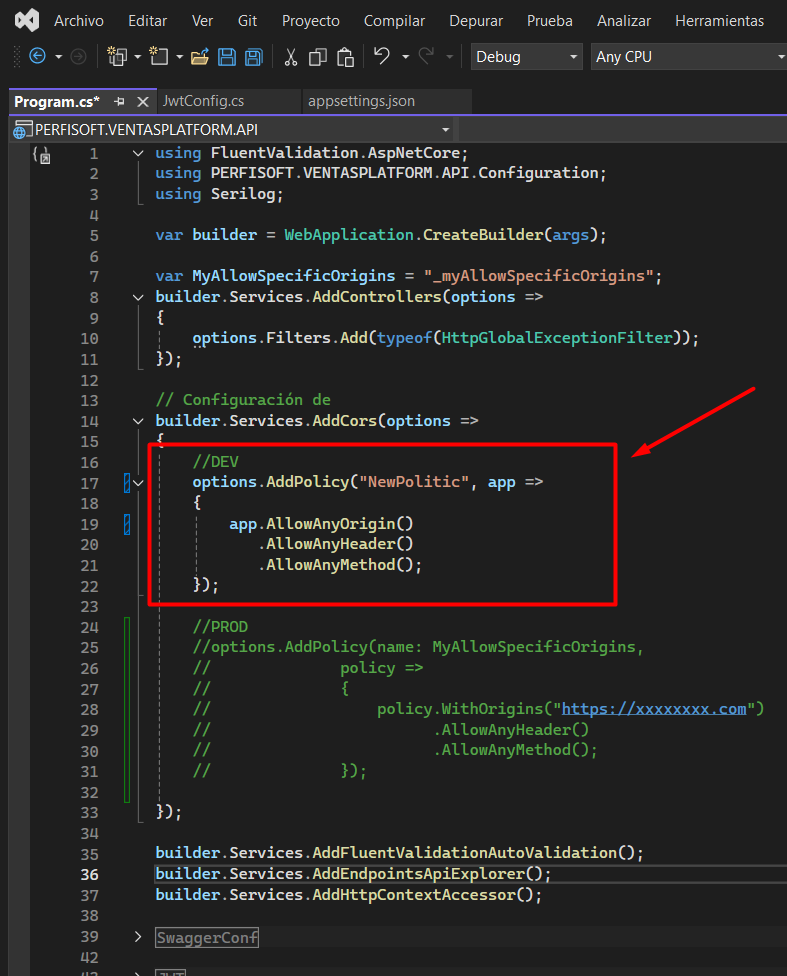 Archivo Editar Ver Git Proyecto Compilar Depurar Prueba Analizar Herramientas
Debug Any CPU
Program.cs* JwtConfig.cs appsettings.json
PERFISOFT.VENTASPLATFORM.API
1 using FluentValidation.AspNetCore;
2 using PERFISOFT.VENTASPLATFORM.API.Configuration;
3 using Serilog;
4
5 var builder = WebApplication.CreateBuilder(args);
6
7 var MyAllowSpecificOrigins = "_myAllowSpecificOrigins";
8 builder.Services.AddControllers(options =>
9 {
10 options.Filters.Add(typeof(HttpGlobalExceptionFilter));
11 });
12
13 // Configuración de
14 builder.Services.AddCors(options =>
15 {
16 //DEV
17 options.AddPolicy("NewPolitic", app =>
18 {
19 app.AllowAnyOrigin()
20 .AllowAnyHeader()
21 .AllowAnyMethod();
22 });
23
24 //PROD
25 //options.AddPolicy(name: MyAllowSpecificOrigins,
26 // policy =>
27 // {
28 // policy.WithOrigins("https://xxxxxxxx.com")
29 // .AllowAnyHeader()
30 // .AllowAnyMethod();
31 // });
32
33 });
34
35 builder.Services.AddFluentValidationAutoValidation();
36 builder.Services.AddEndpointsApiExplorer();
37 builder.Services.AddHttpContextAccessor();
38
39 SwaggerConf
42
43 JWT